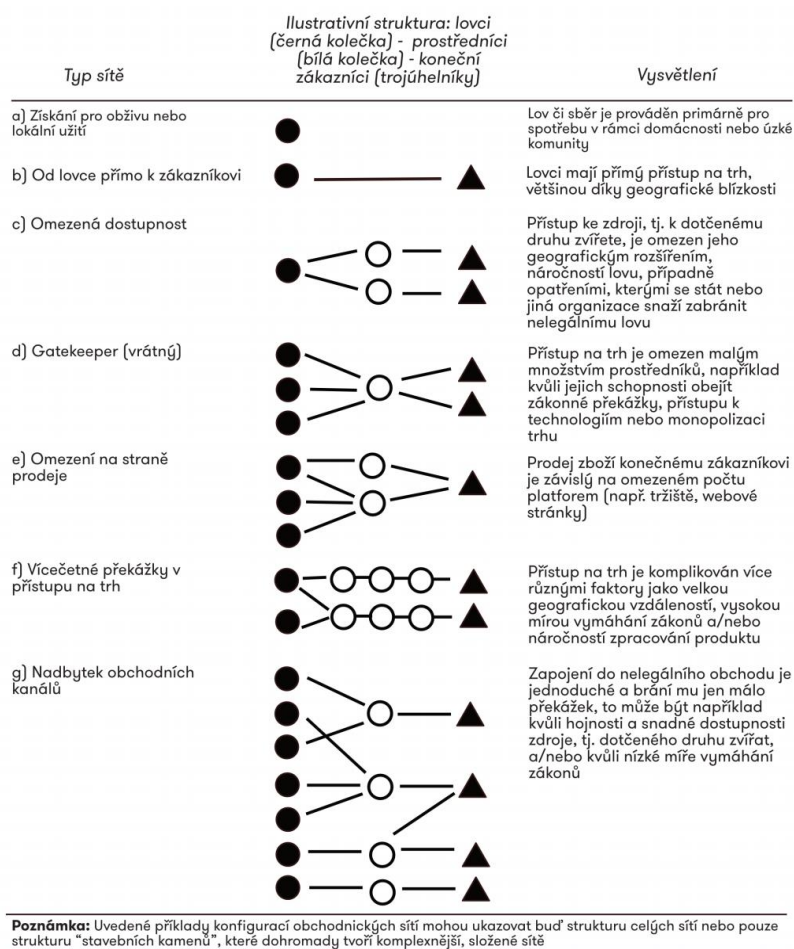 Ilustrativní struktura: lovci
(černá kolečka) - prostředníci
(bílá kolečka) - koneční
zákazníci (trojúhelníky)
Typ sítě
Vysvětlení
a) Získání pro obživu nebo
lokální užití
Lov či sběr je prováděn primárně pro
spotřebu v rámci domácnosti nebo úzké
komunity
b) Od lovce přímo k zákazníkovi
Lovci mají přímý přístup na trh,
většinou díky geografické blízkosti
c) Omezená dostupnost
Přístup ke zdroji, tj. k dotčenému
druhu zvířete, je omezen jeho
geografickým rozšířením,
náročností lovu, případně
opatřeními, kterými se stát nebo
jiná organizace snaží zabránit
nelegálnímu lovu
d) Gatekeeper (vrátný)
Přístup na trh je omezen malým
množstvím prostředníků, například
kvůli jejich schopnosti obejít
zákonné překážky, přístupu k
technologiím nebo monopolizaci
trhu
e) Omezení na straně
prodeje
Prodej zboží konečnému zákazníkovi
je závislý na omezeném počtu
platforem (např. tržiště, webové
stránky)
f) Vícečetné překážky v
přístupu na trh
Přístup na trh je komplikován více
různými faktory jako velkou
geografickou vzdáleností, vysokou
mírou vymáhání zákonů a/nebo
náročností zpracování produktu
g) Nadbytek obchodních
kanálů
Zapojení do nelegálního obchodu je
jednoduché a brání mu jen málo
překážek, to může být například
kvůli hojnosti a snadné dostupnosti
zdroje, tj. dotčeného druhu zvířat,
a/nebo kvůli nízké míře vymáhání
zákonů
Poznámka: Uvedené příklady konfigurací obchodnických sítí mohou ukazovat buď strukturu celých sítí nebo pouze
strukturu “stavebních kamenů”, které dohromady tvoří komplexnější, složené sítě